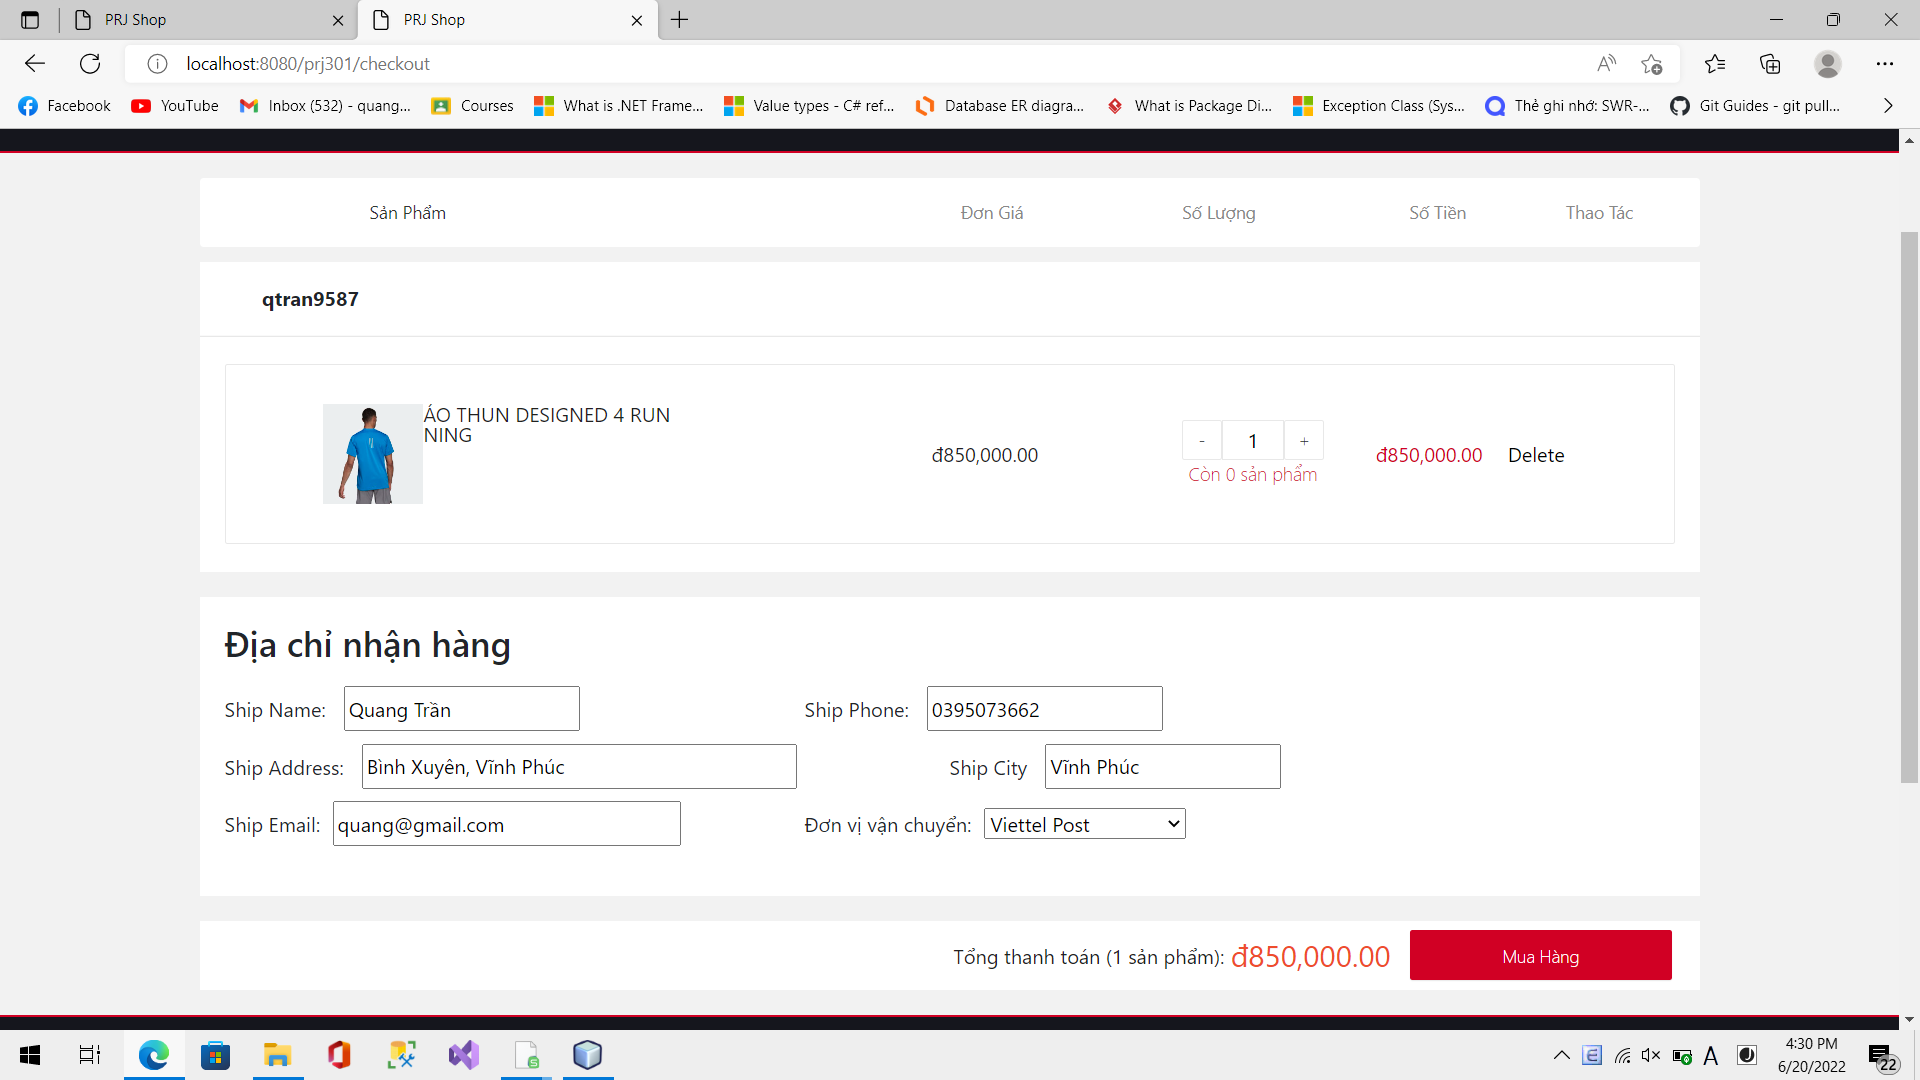 PRJ Shop
PRJ Shop
localhost:8080/prj301/checkout
Facebook
YouTube
Inbox (532) - quang...
Courses
What is .NET Frame...
Value types - C# ref...
Database ER diagra...
What is Package Di...
Exception Class (Sys...
Thẻ ghi nhớ: SWR-...
Git Guides - git pull...
Sản Phẩm
Đơn Giá
Số Lượng
Số Tiền
Thao Tác
qtran9587
ÁO THUN DESIGNED 4 RUN
NING
đ850,000.00
- 1 +
Còn 0 sản phẩm
đ850,000.00
Delete
Địa chỉ nhận hàng
Ship Name: Quang Trần
Ship Phone: 0395073662
Ship Address: Bình Xuyên, Vĩnh Phúc
Ship City Vĩnh Phúc
Ship Email: quang@gmail.com
Đơn vị vận chuyển: Viettel Post
Tổng thanh toán (1 sản phẩm): đ850,000.00
Mua Hàng
4:30 PM
6/20/2022
22